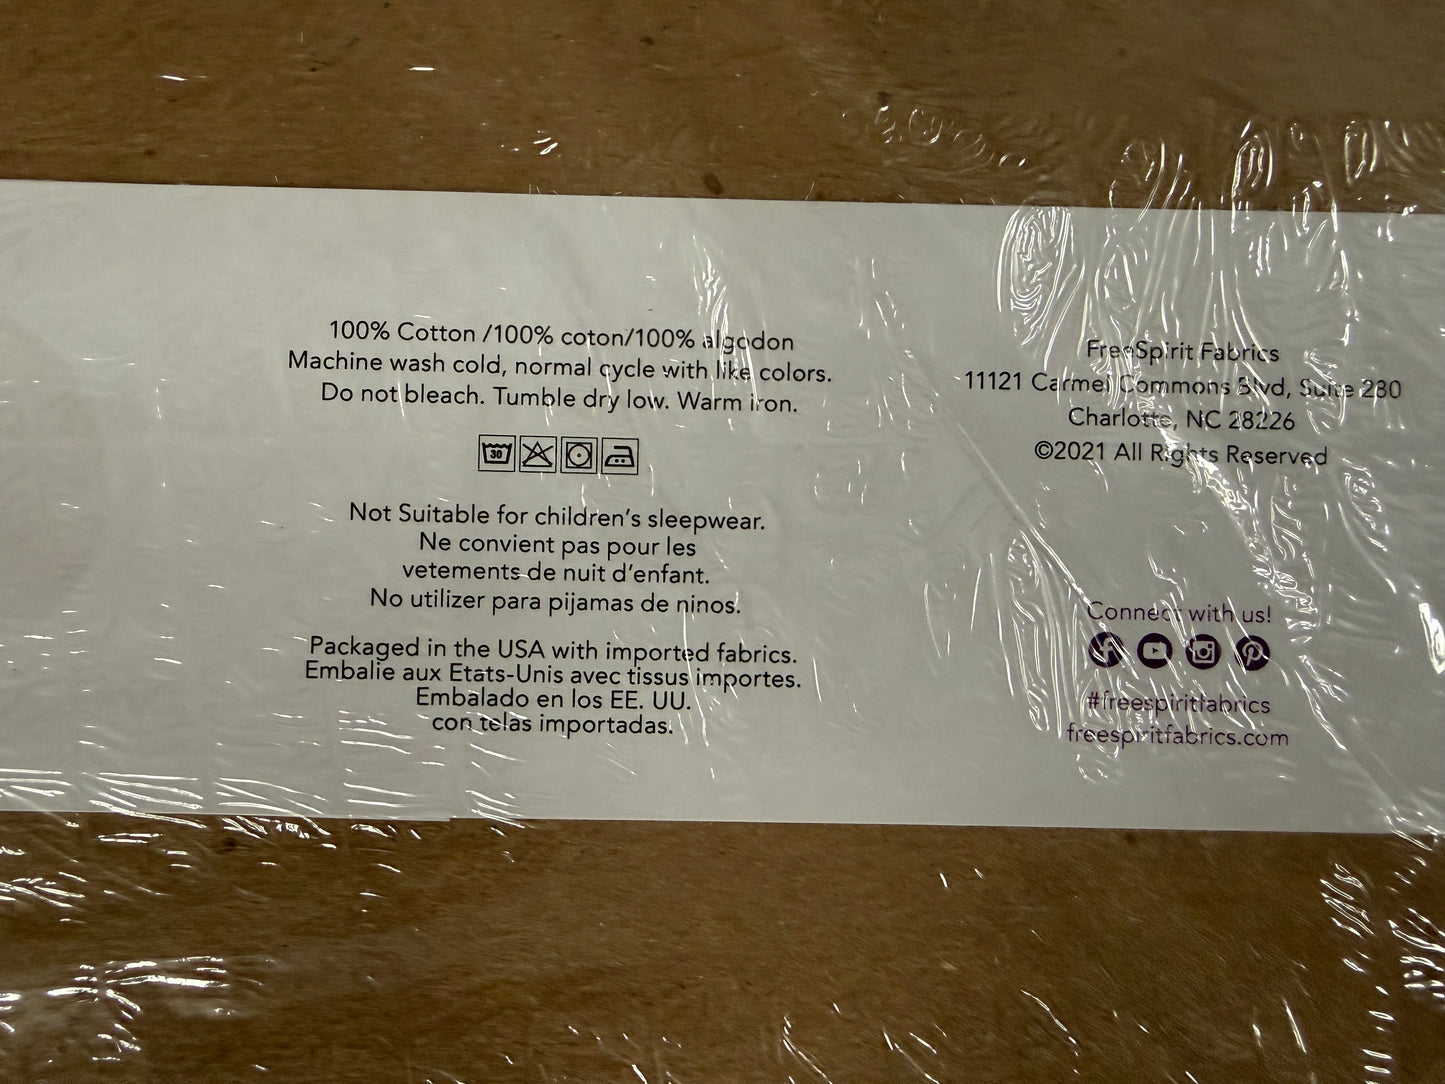 100% Cotton /100% coton/100% algodon
Machine wash cold, normal cycle with like colors.
Do not bleach. Tumble dry low. Warm iron.
30
Not Suitable for children's sleepwear.
Ne convient pas pour les
vetements de nuit d'enfant.
No utilizer para pijamas de ninos.
Packaged in the USA with imported fabrics.
Embalie aux Etats-Unis avec tissus importes.
Embalado en los EE. UU.
con telas importadas.
FreeSpirit Fabrics
11121 Carmel Commons Blvd, Suite 280
Charlotte, NC 28226
©2021 All Rights Reserved
Connect with us!
#freespiritfabrics
freespiritfabrics.com